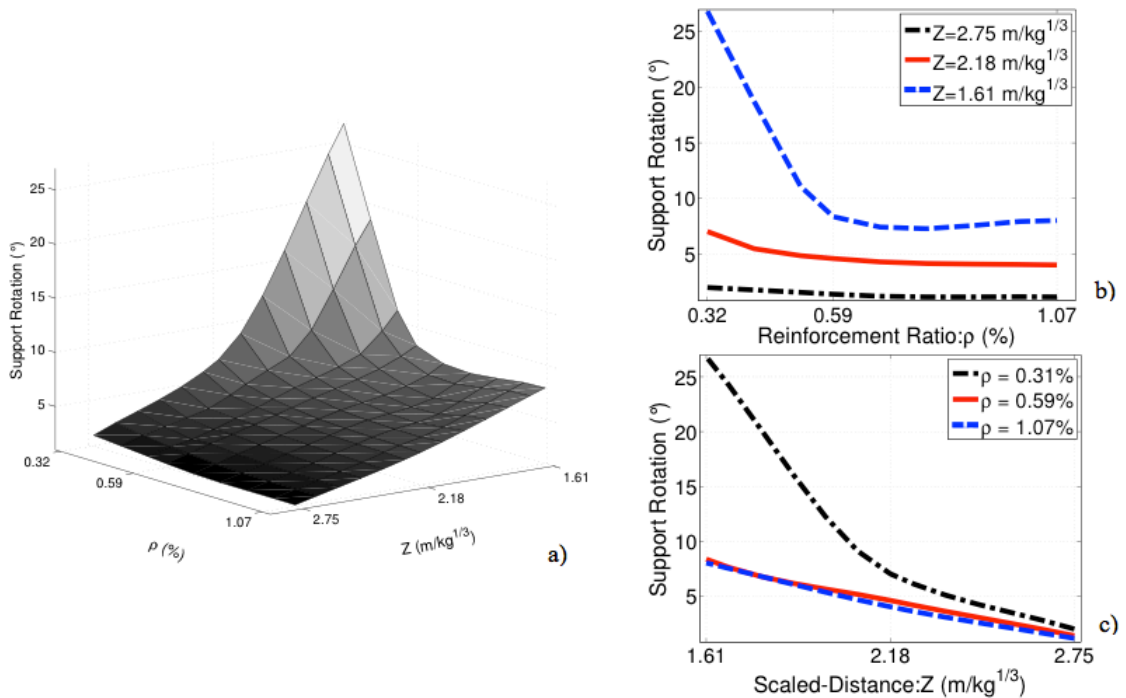 25
20
15
10
5
Support Rotation (°)
0.32
0.59
1.07
ρ (%)
2.75
2.18
1.61
Z (m/kg^1/3)
a)
25
20
15
10
5
Support Rotation (°)
Z=2.75 m/kg^1/3
Z=2.18 m/kg^1/3
Z=1.61 m/kg^1/3
0.32
0.59
1.07
Reinforcement Ratio:ρ (%)
b)
25
20
15
10
5
Support Rotation (°)
ρ = 0.31%
ρ = 0.59%
ρ = 1.07%
1.61
2.18
2.75
Scaled-Distance:Z (m/kg^1/3)
c)